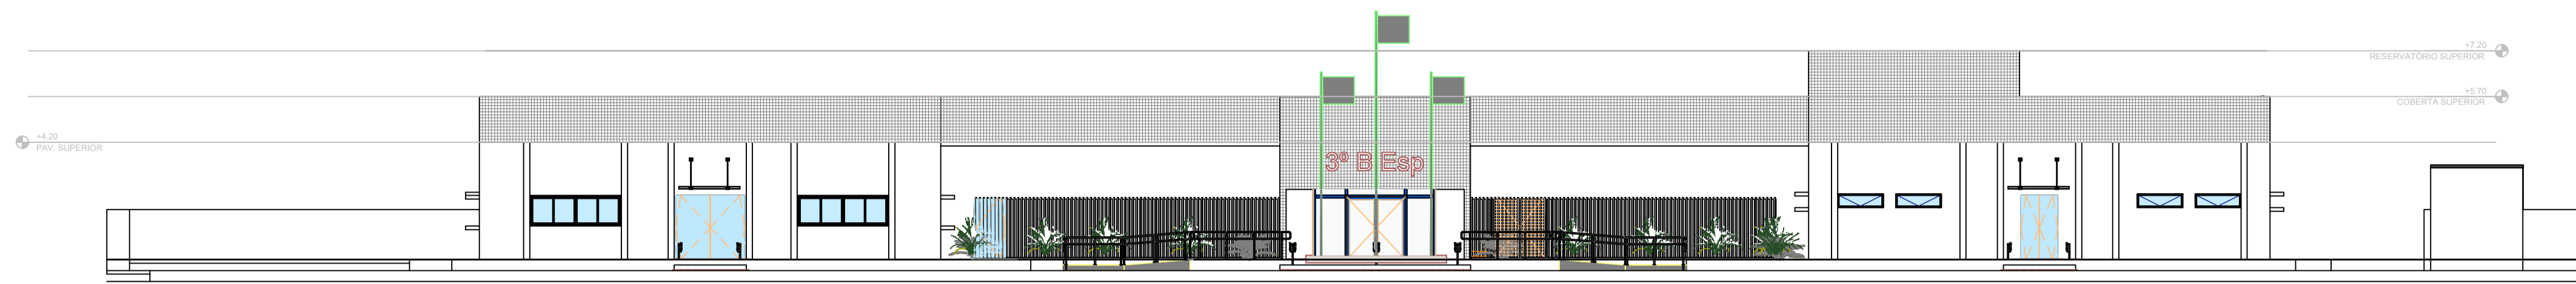 +7.20
RESERVATÓRIO SUPERIOR
+5.70
COBERTA SUPERIOR
+4.20
PAV. SUPERIOR
3º B Esp